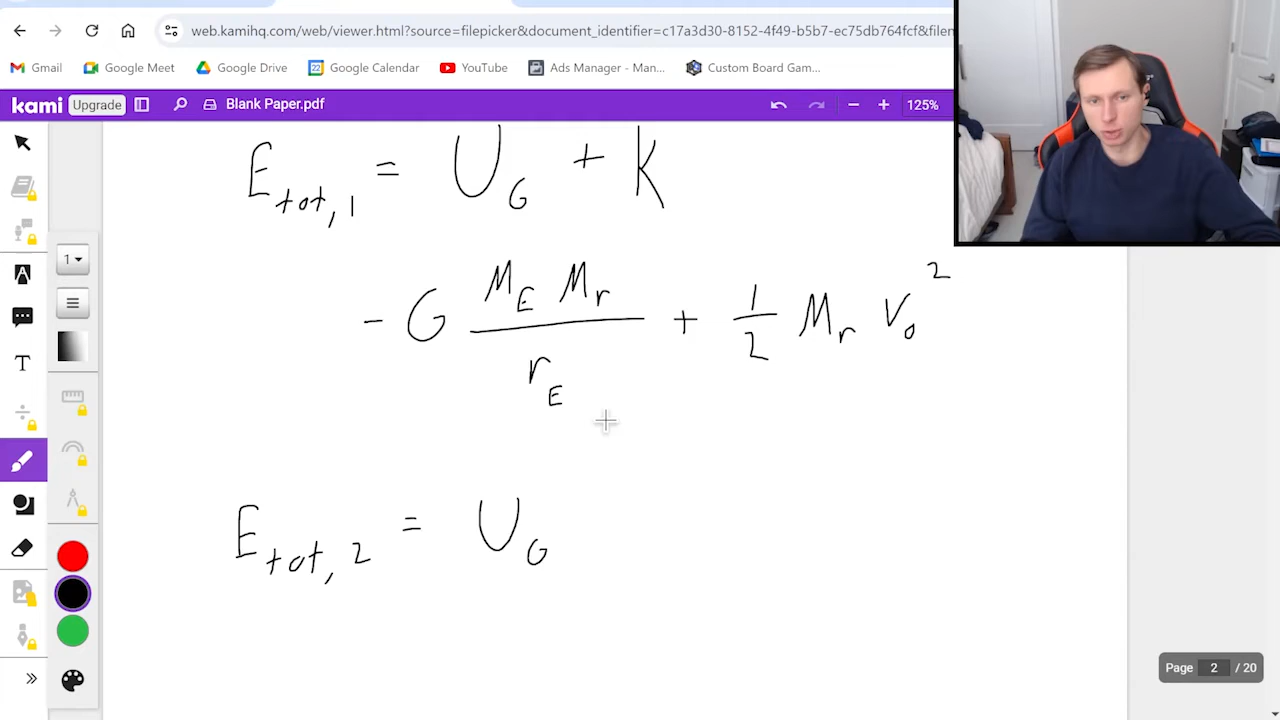 web.kamihq.com/web/viewer.html?source=filepicker&document_identifier=c17a3d30-8152-4f49-b5b7-ec75db764fcf&filen
Gmail Google Meet Google Drive 22 Google Calendar YouTube Ads Manager - Man... Custom Board Gam...
kami Upgrade Blank Paper.pdf 125%
E_tot,1 = U_G + K
- G M_E M_r / r_E + 1/2 M_r V_0^2
E_tot,2 = U_G
1
T
A
Page 2 / 20